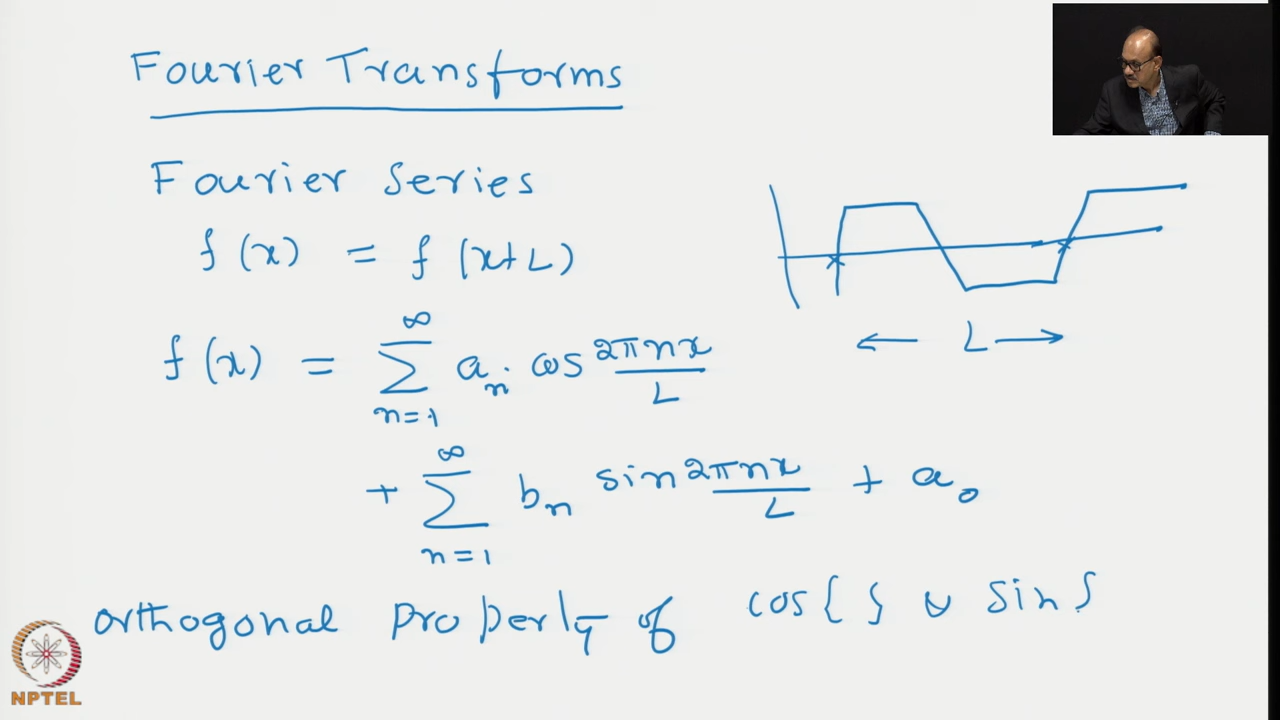 Fourier Transforms
Fourier Series
f(x) = f(x+L)
L
f(x) = ∑_{n=1}^{∞} a_n cos 2πnx/L
+ ∑_{n=1}^{∞} b_n sin 2πnx/L + a_0
orthogonal property of cos{ } & sin{
NPTEL